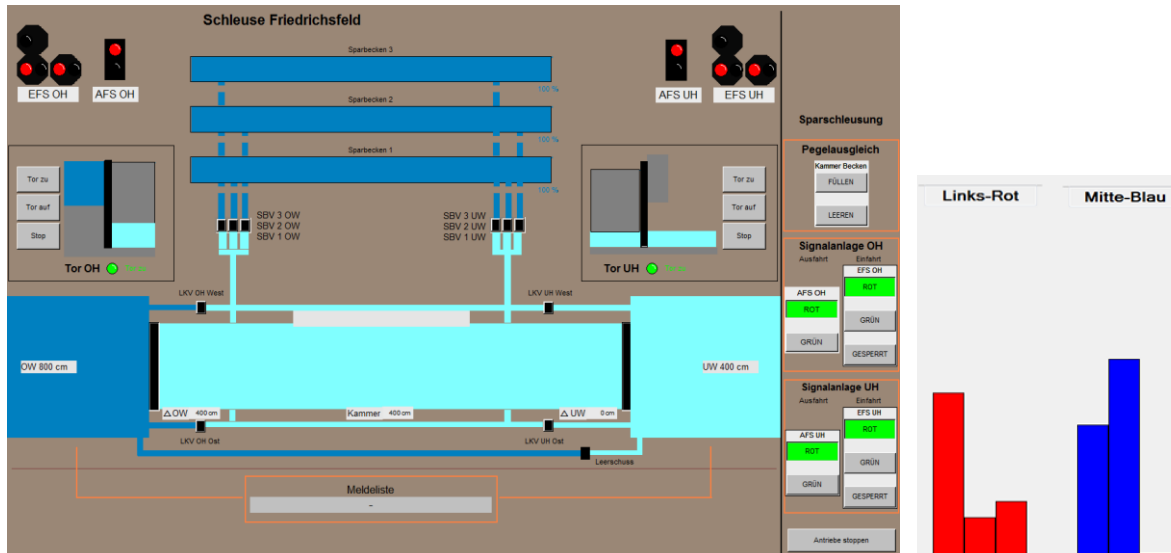 Schleuse Friedrichsfeld
EFS OH
AFS OH
Sparbecken 3
100 %
Sparbecken 2
100 %
Sparbecken 1
100 %
AFS UH
EFS UH
Tor zu
Tor auf
Stop
Tor OH
SBV 3 OW
SBV 2 OW
SBV 1 OW
SBV 3 UW
SBV 2 UW
SBV 1 UW
Tor zu
Tor auf
Stop
Tor UH
LKV OH West
LKV UH West
OW 800 cm
UW 400 cm
△ OW 400 cm
Kammer 400 cm
△ UW 0 cm
LKV OH Ost
LKV UH Ost
Leerschuss
Meldeliste
-
Sparschleusung
Pegelausgleich
Kammer Becken
FÜLLEN
LEEREN
Signalanlage OH
Ausfahrt
Einfahrt
EFS OH
ROT
AFS OH
ROT
GRÜN
GRÜN
GESPERRT
Signalanlage UH
Ausfahrt
Einfahrt
EFS UH
ROT
AFS UH
ROT
GRÜN
GRÜN
GESPERRT
Antriebe stoppen
Links-Rot
Mitte-Blau